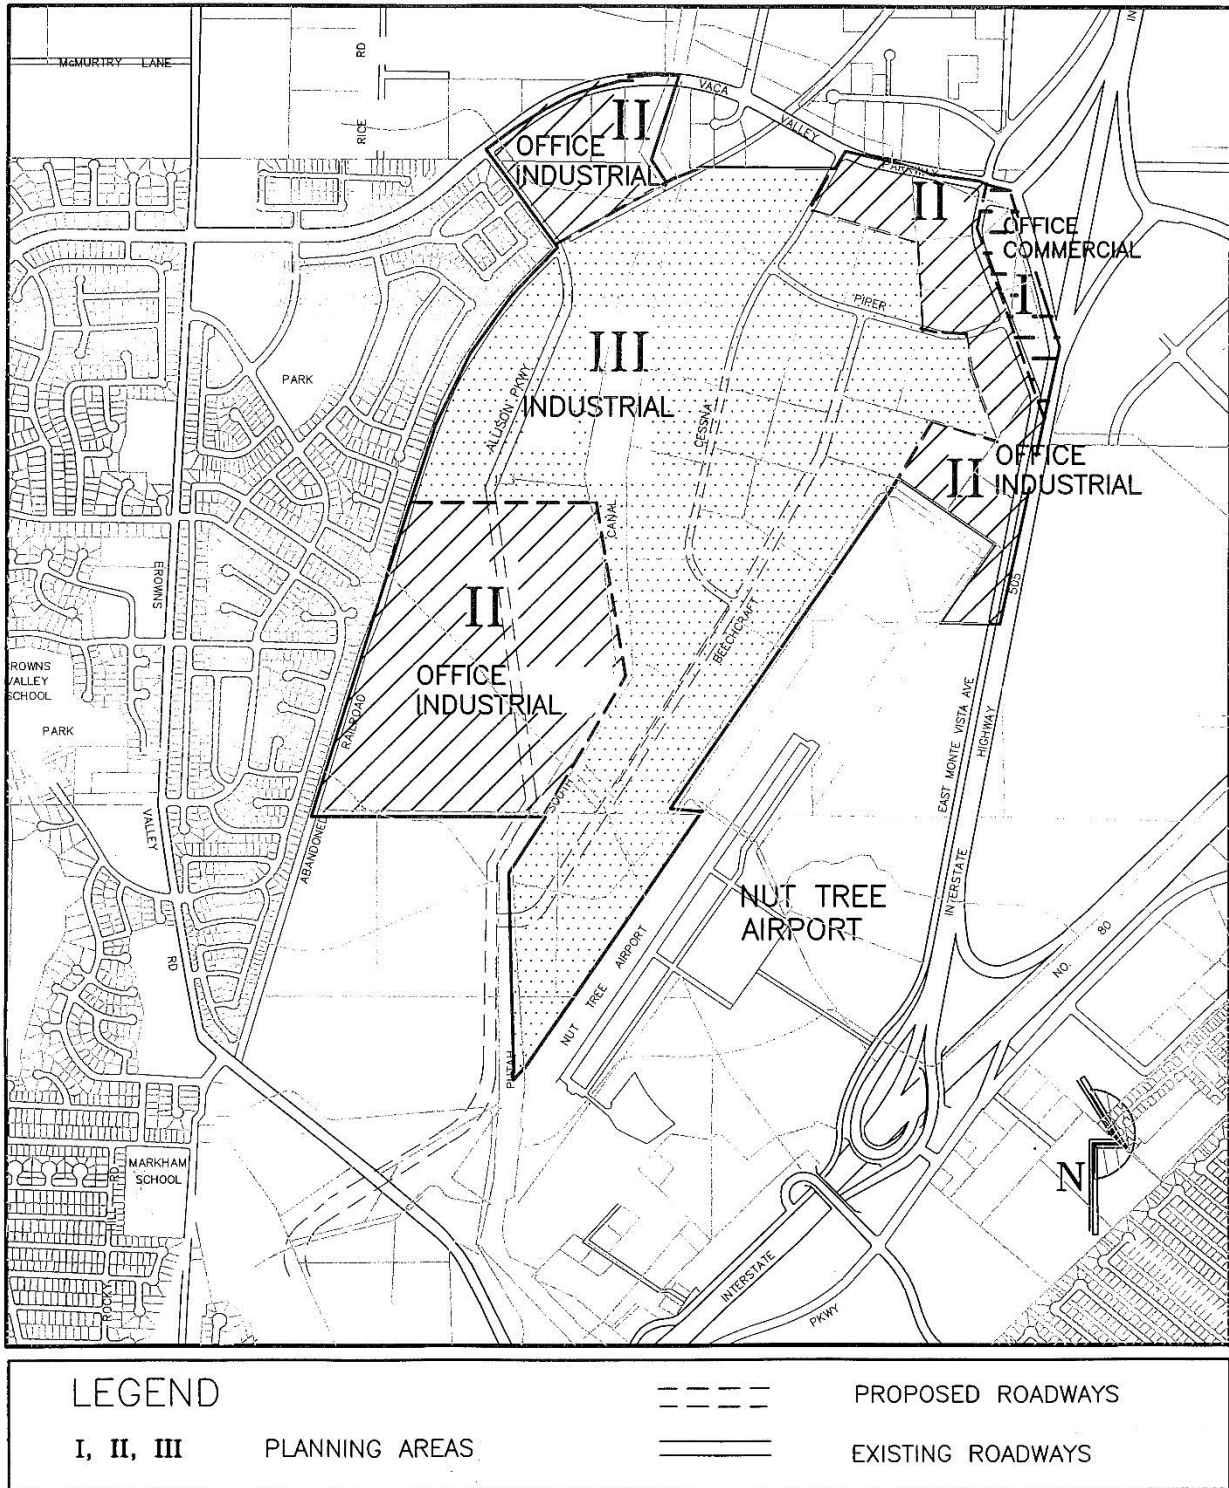 McMURTRY LANE
RICE RD
IN
VACA
VALLEY
PARKWAY
II
OFFICE
INDUSTRIAL
II
OFFICE
COMMERCIAL
I
PIPER
PARK
III
INDUSTRIAL
ALLISON PKWY
CESSNA
II
OFFICE
INDUSTRIAL
CANAL
BROWNS
505
II
OFFICE
INDUSTRIAL
BEECHCRAFT
ROWNS
VALLEY
SCHOOL
PARK
RAILROAD
EAST MONTE VISTA AVE
HIGHWAY
SOUTH
VALLEY
ABANDONED
NUT TREE
AIRPORT
INTERSTATE
RD
NUT TREE AIRPORT
NO. 80
PUTAH
MARKHAM
SCHOOL
HILL RD
ROCKY
N
INTERSTATE
PKWY
LEGEND
PROPOSED ROADWAYS
I, II, III PLANNING AREAS
EXISTING ROADWAYS